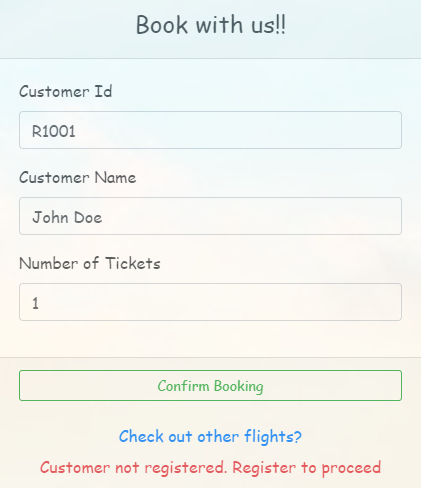 Book with us!!
Customer Id
R1001
Customer Name
John Doe
Number of Tickets
1
Confirm Booking
Check out other flights?
Customer not registered. Register to proceed